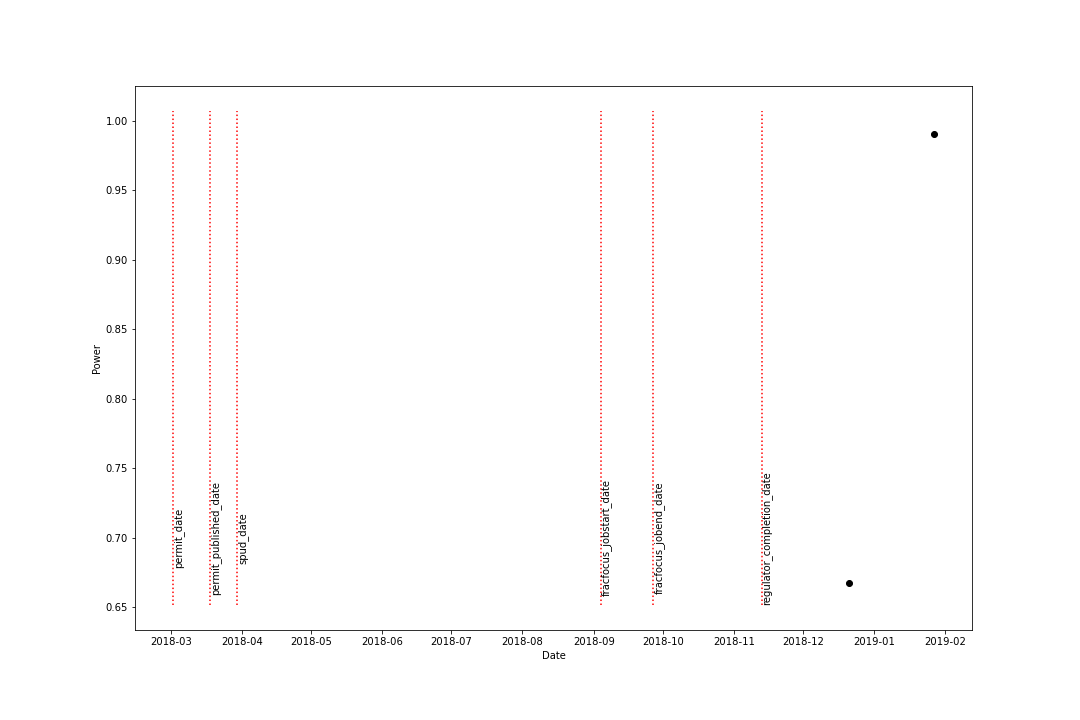 1.00
0.95
0.90
0.85
0.80
0.75
0.70
0.65
Power
permit_date
permit_published_date
spud_date
fracfocus_jobstart_date
fracfocus_jobend_date
regulator_completion_date
2018-03 2018-04 2018-05 2018-06 2018-07 2018-08 2018-09 2018-10 2018-11 2018-12 2019-01 2019-02
Date